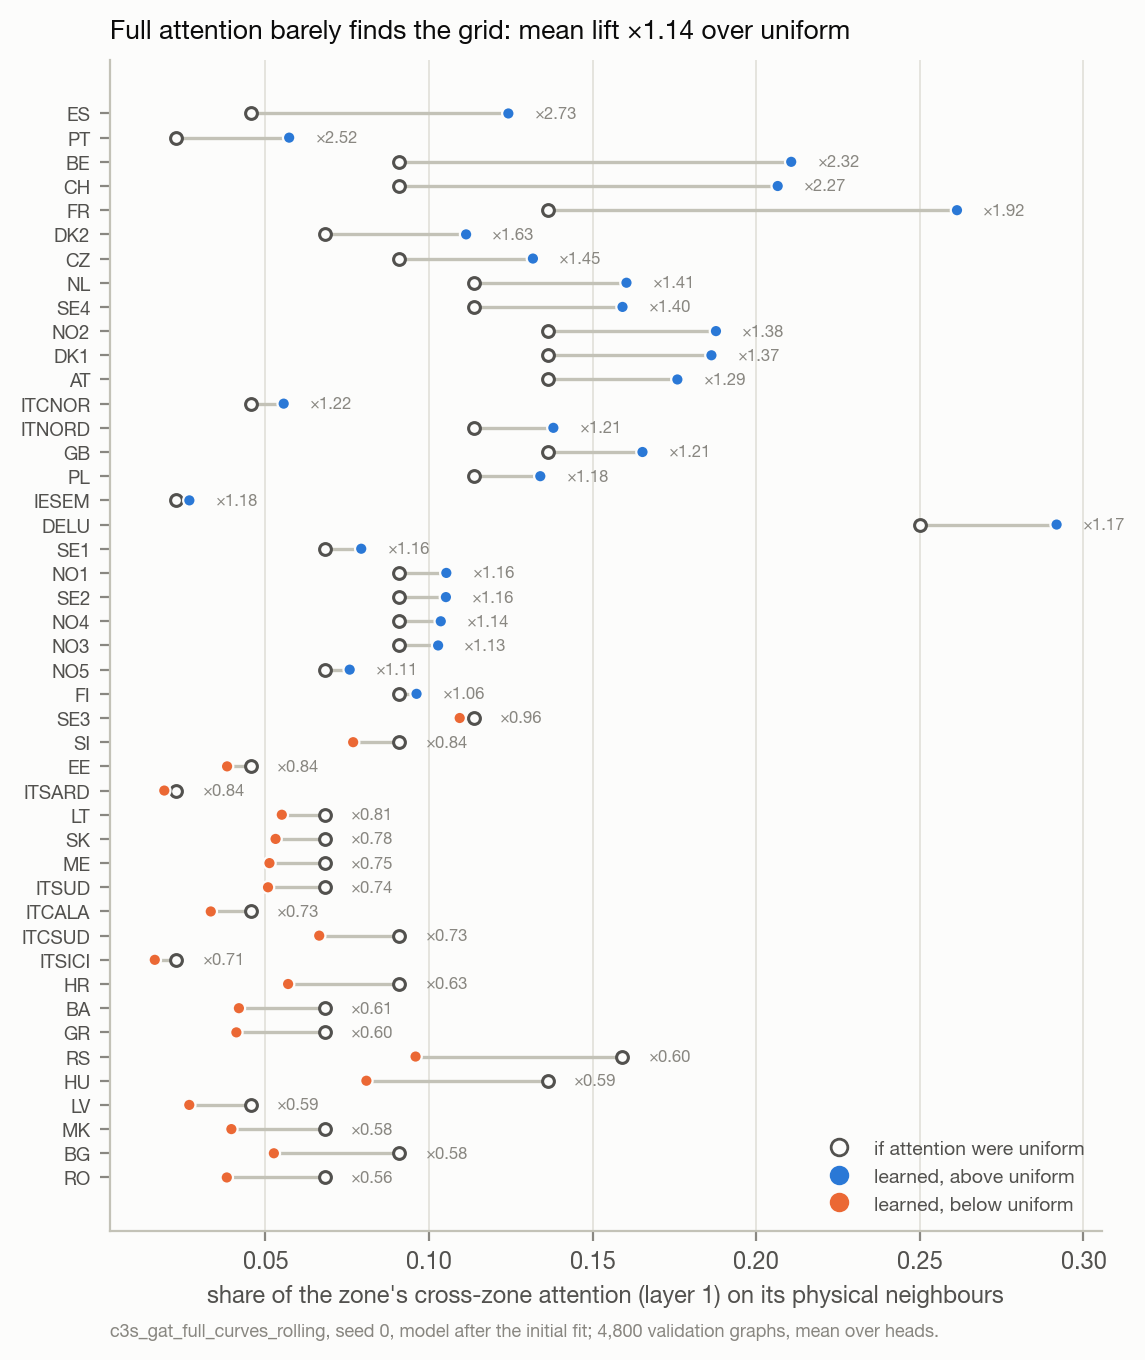 Full attention barely finds the grid: mean lift ×1.14 over uniform
ES ×2.73
PT ×2.52
BE ×2.32
CH ×2.27
FR ×1.92
DK2 ×1.63
CZ ×1.45
NL ×1.41
SE4 ×1.40
NO2 ×1.38
DK1 ×1.37
AT ×1.29
ITCNOR ×1.22
ITNORD ×1.21
GB ×1.21
PL ×1.18
IESEM ×1.18
DELU ×1.17
SE1 ×1.16
NO1 ×1.16
SE2 ×1.16
NO4 ×1.14
NO3 ×1.13
NO5 ×1.11
FI ×1.06
SE3 ×0.96
SI ×0.84
EE ×0.84
ITSARD ×0.84
LT ×0.81
SK ×0.78
ME ×0.75
ITSUD ×0.74
ITCALA ×0.73
ITCSUD ×0.73
ITSICI ×0.71
HR ×0.63
BA ×0.61
GR ×0.60
RS ×0.60
HU ×0.59
LV ×0.59
MK ×0.58
BG ×0.58
RO ×0.56
if attention were uniform
learned, above uniform
learned, below uniform
0.05 0.10 0.15 0.20 0.25 0.30
share of the zone's cross-zone attention (layer 1) on its physical neighbours
c3s_gat_full_curves_rolling, seed 0, model after the initial fit; 4,800 validation graphs, mean over heads.